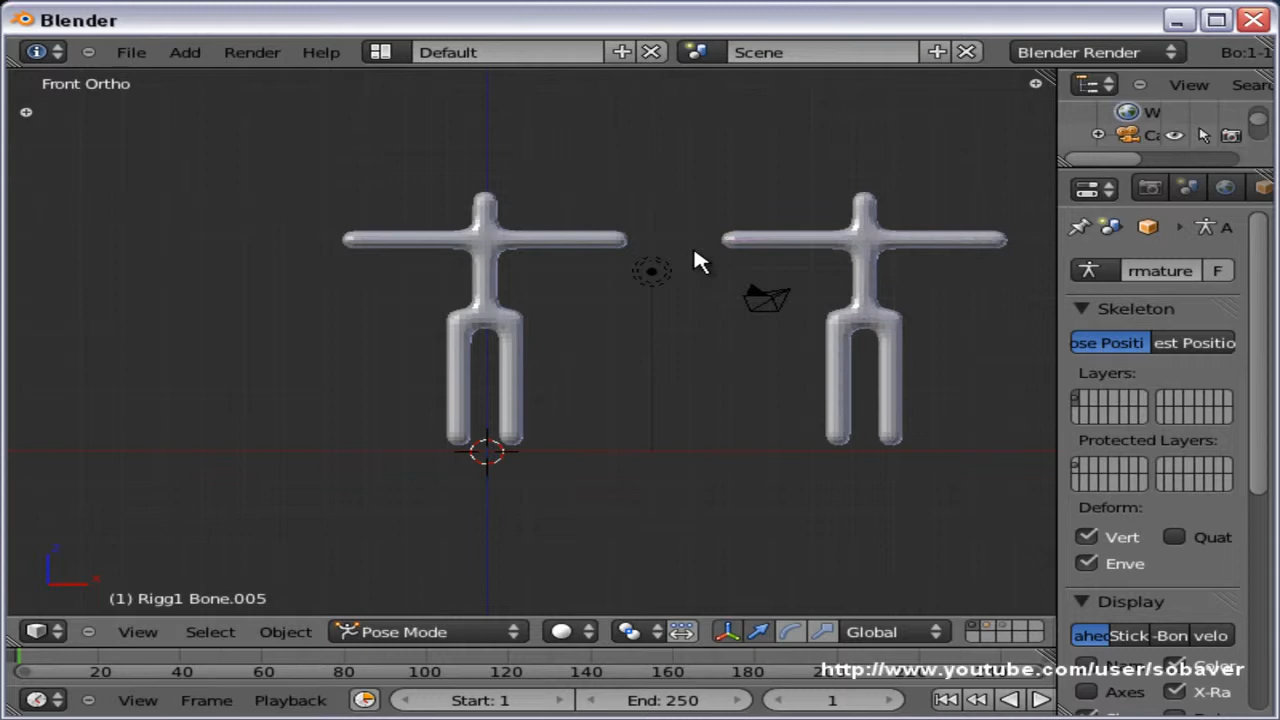 Blender
File Add Render Help Default Scene Blender Render Bo:1-1
Front Ortho
View Sear
W
Ca
A
rmature F
Skeleton
ose Positi est Positio
Layers:
Protected Layers:
Deform:
Vert Quat
Enve
Display
ahec Stick -Bon velo
(1) Rigg1 Bone.005
View Select Object Pose Mode Global
20 40 60 80 100 120 140 160 180 200
http://www.youtube.com/user/sobaver
Axes X-Ra
View Frame Playback Start: 1 End: 250 1